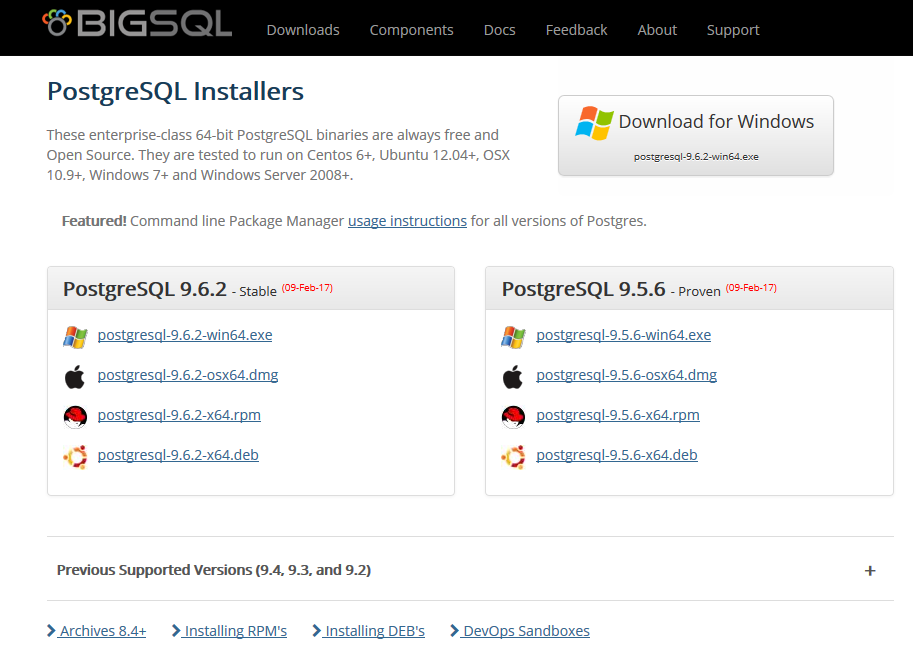 BIGSQL
Downloads
Components
Docs
Feedback
About
Support
PostgreSQL Installers
These enterprise-class 64-bit PostgreSQL binaries are always free and
Open Source. They are tested to run on Centos 6+, Ubuntu 12.04+, OSX
10.9+, Windows 7+ and Windows Server 2008+.
Download for Windows
postgresql-9.6.2-win64.exe
Featured! Command line Package Manager usage instructions for all versions of Postgres.
PostgreSQL 9.6.2 - Stable (09-Feb-17)
postgresql-9.6.2-win64.exe
postgresql-9.6.2-osx64.dmg
postgresql-9.6.2-x64.rpm
postgresql-9.6.2-x64.deb
PostgreSQL 9.5.6 - Proven (09-Feb-17)
postgresql-9.5.6-win64.exe
postgresql-9.5.6-osx64.dmg
postgresql-9.5.6-x64.rpm
postgresql-9.5.6-x64.deb
Previous Supported Versions (9.4, 9.3, and 9.2) +
Archives 8.4+
Installing RPM's
Installing DEB's
DevOps Sandboxes